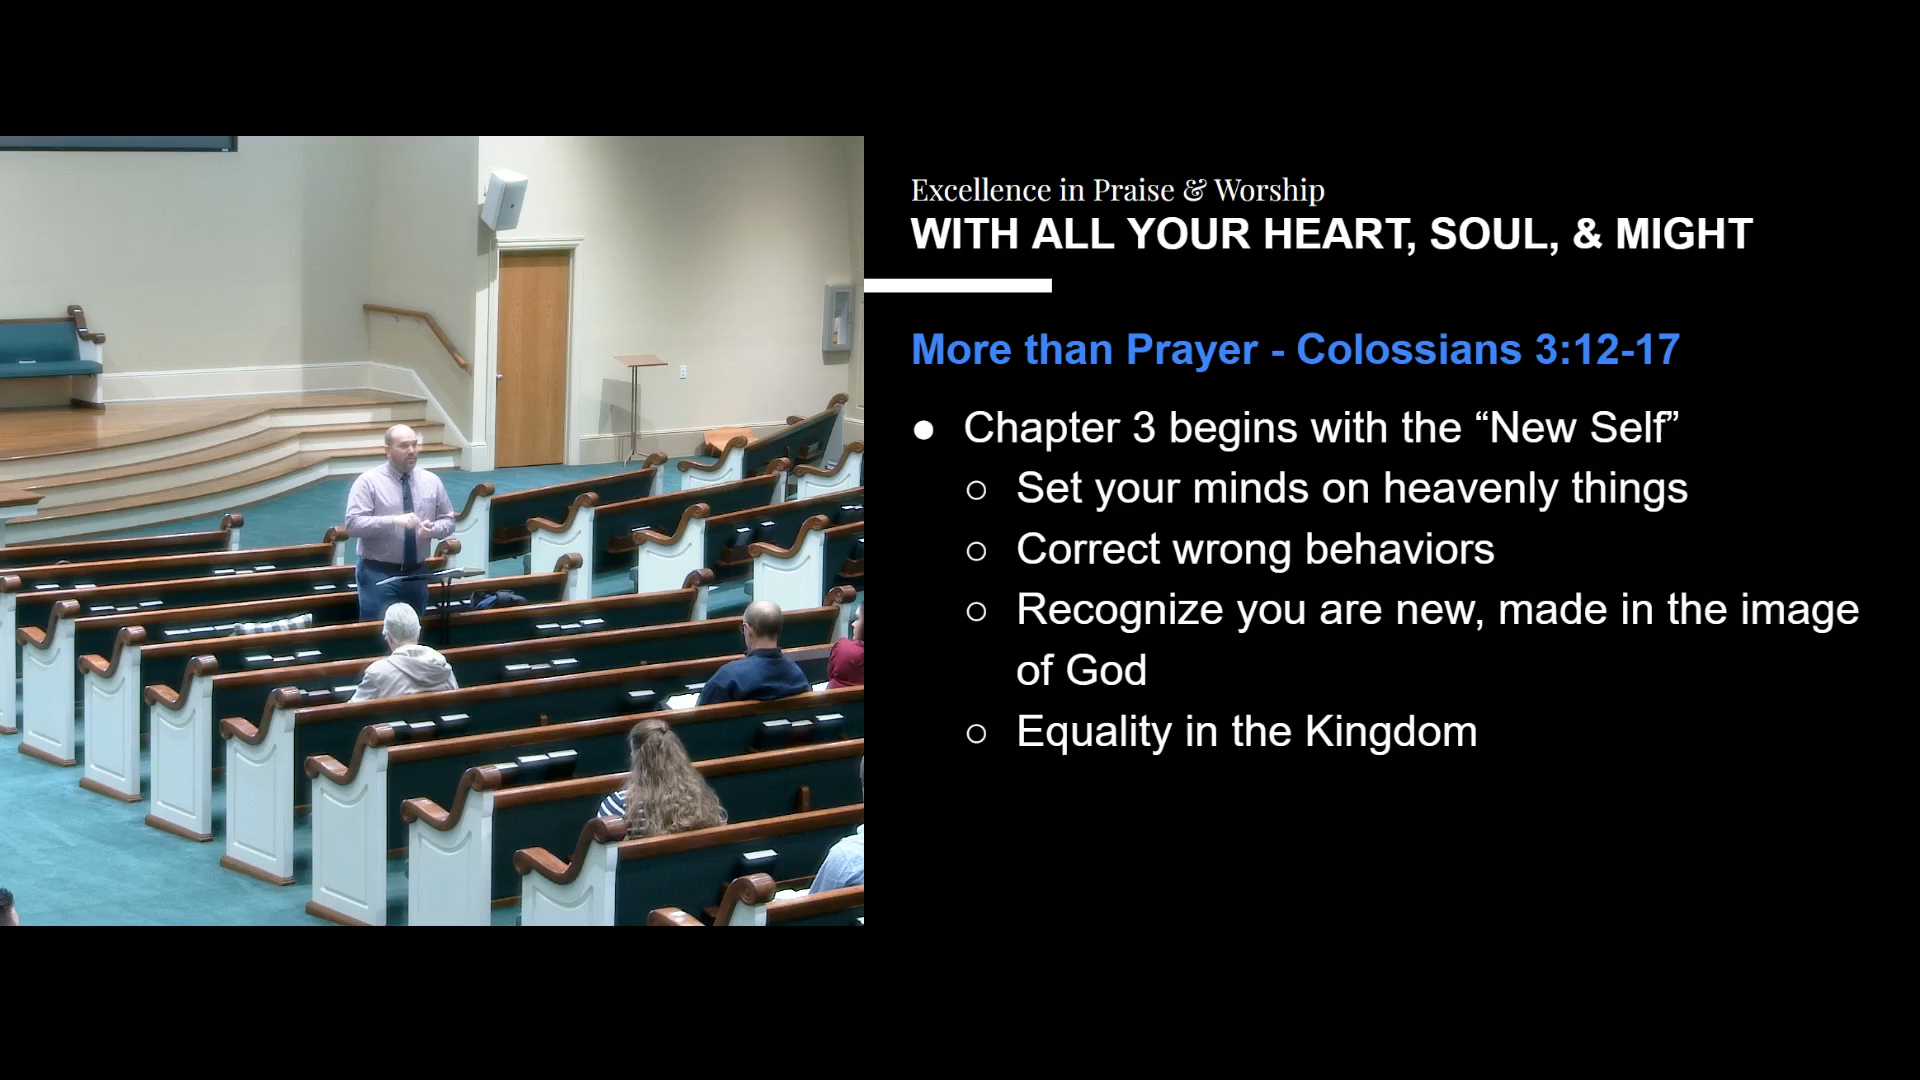 Excellence in Praise & Worship
WITH ALL YOUR HEART, SOUL, & MIGHT
More than Prayer - Colossians 3:12-17
● Chapter 3 begins with the “New Self”
○ Set your minds on heavenly things
○ Correct wrong behaviors
○ Recognize you are new, made in the image
of God
○ Equality in the Kingdom